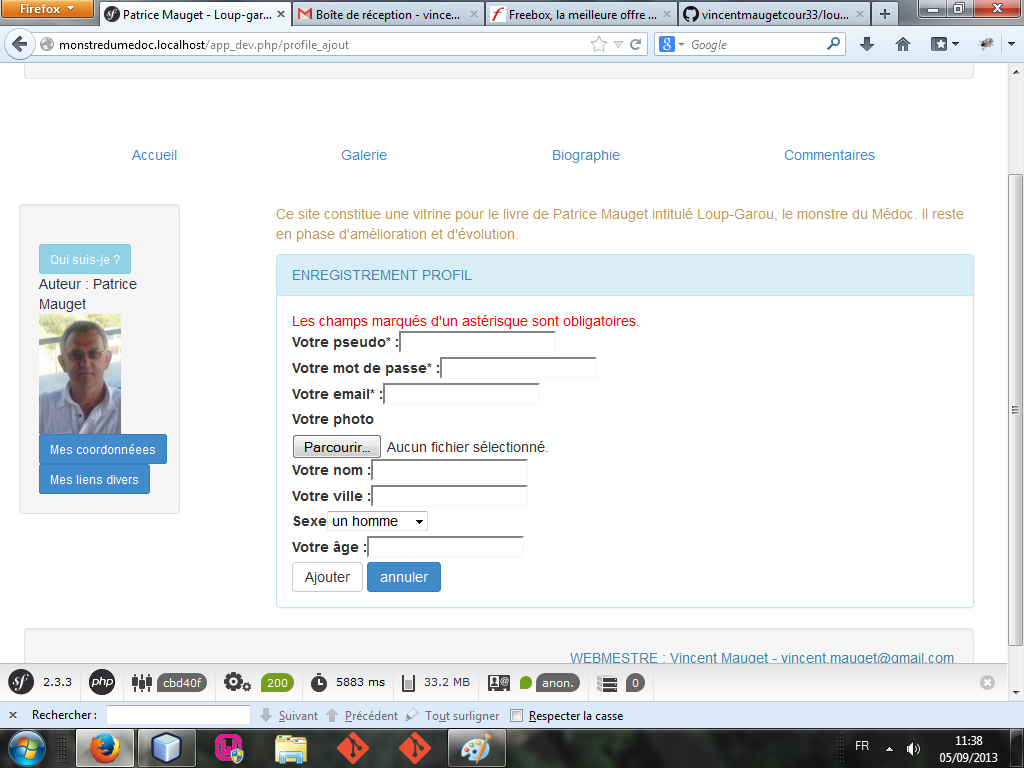 Firefox
Patrice Mauget - Loup-gar...
Boîte de réception - vince...
Freebox, la meilleure offre ...
vincentmaugetcour33/lou...
monstredumedoc.localhost/app_dev.php/profile_ajout
Google
Accueil
Galerie
Biographie
Commentaires
Qui suis-je ?
Auteur : Patrice
Mauget
Mes coordonnéees
Mes liens divers
Ce site constitue une vitrine pour le livre de Patrice Mauget intitulé Loup-Garou, le monstre du Médoc. Il reste
en phase d'amélioration et d'évolution.
ENREGISTREMENT PROFIL
Les champs marqués d'un astérisque sont obligatoires.
Votre pseudo* :
Votre mot de passe* :
Votre email* :
Votre photo
Parcourir... Aucun fichier sélectionné.
Votre nom :
Votre ville :
Sexe un homme
Votre âge :
Ajouter annuler
WEBMESTRE : Vincent Mauget - vincent.mauget@gmail.com
sf 2.3.3 php cbd40f 200 5883 ms 33.2 MB anon. 0
Rechercher : Suivant Précédent Tout surligner Respecter la casse
FR
11:38
05/09/2013